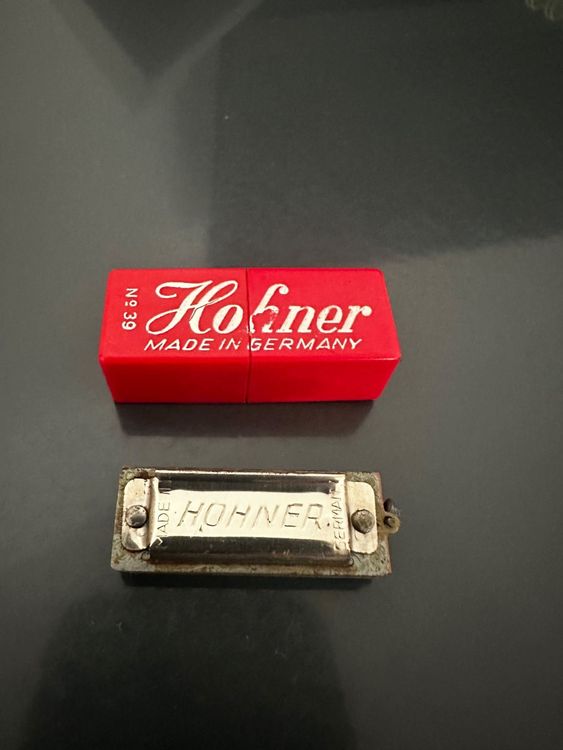 Nº 39
Hohner
MADE IN GERMANY
MADE IN
HOHNER
GERMANY